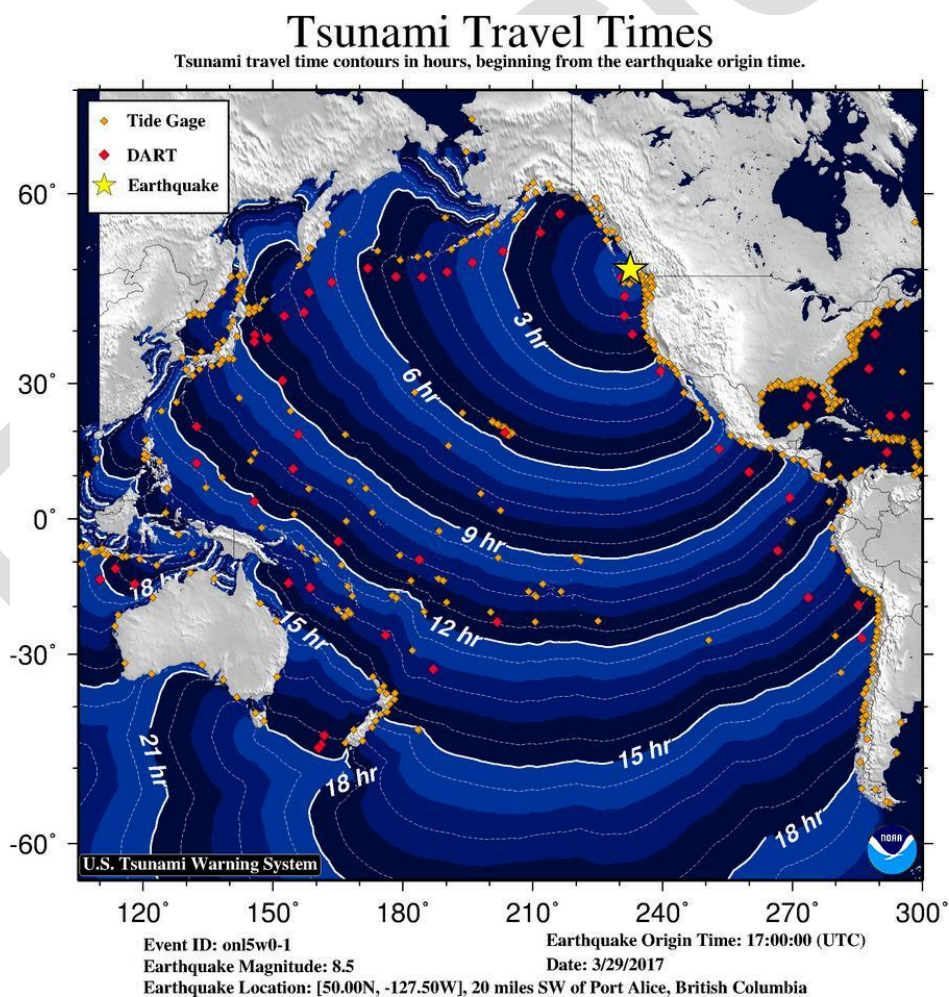 Tsunami Travel Times
Tsunami travel time contours in hours, beginning from the earthquake origin time.
Tide Gage
DART
Earthquake
60°
30°
0°
-30°
-60°
3 hr
6 hr
9 hr
12 hr
15 hr
18 hr
15 hr
18 hr
21 hr
18 hr
U.S. Tsunami Warning System
NOAA
120° 150° 180° 210° 240° 270° 300°
Event ID: onl5w0-1
Earthquake Origin Time: 17:00:00 (UTC)
Earthquake Magnitude: 8.5
Date: 3/29/2017
Earthquake Location: [50.00N, -127.50W], 20 miles SW of Port Alice, British Columbia